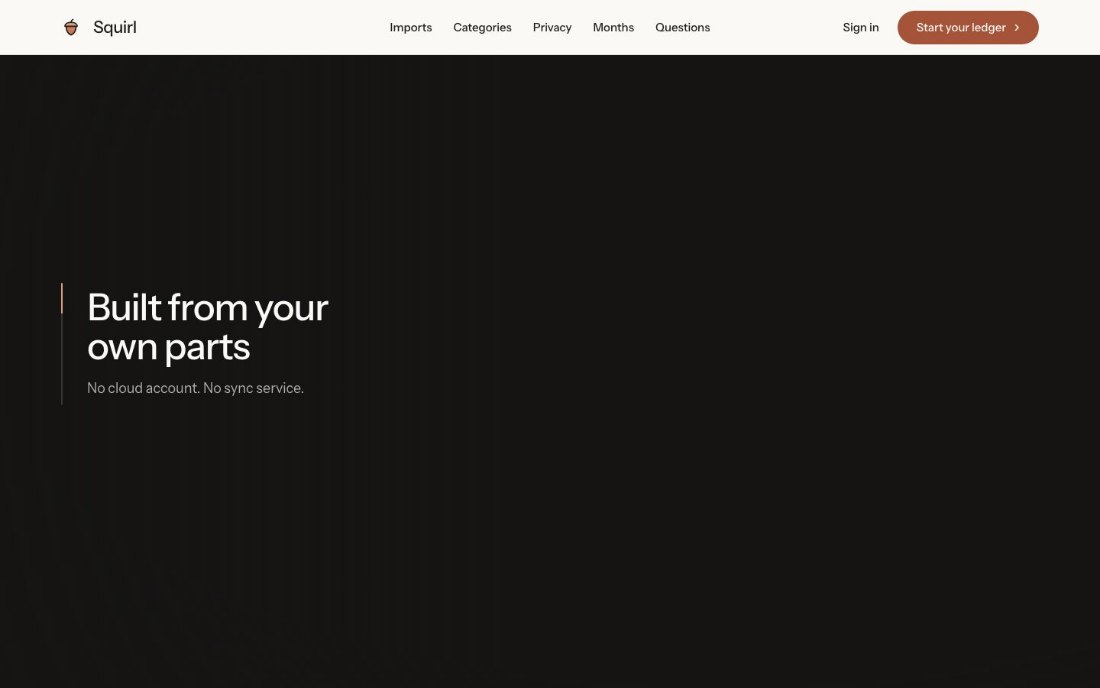 Squirl
Imports Categories Privacy Months Questions
Sign in
Start your ledger
Built from your
own parts
No cloud account. No sync service.